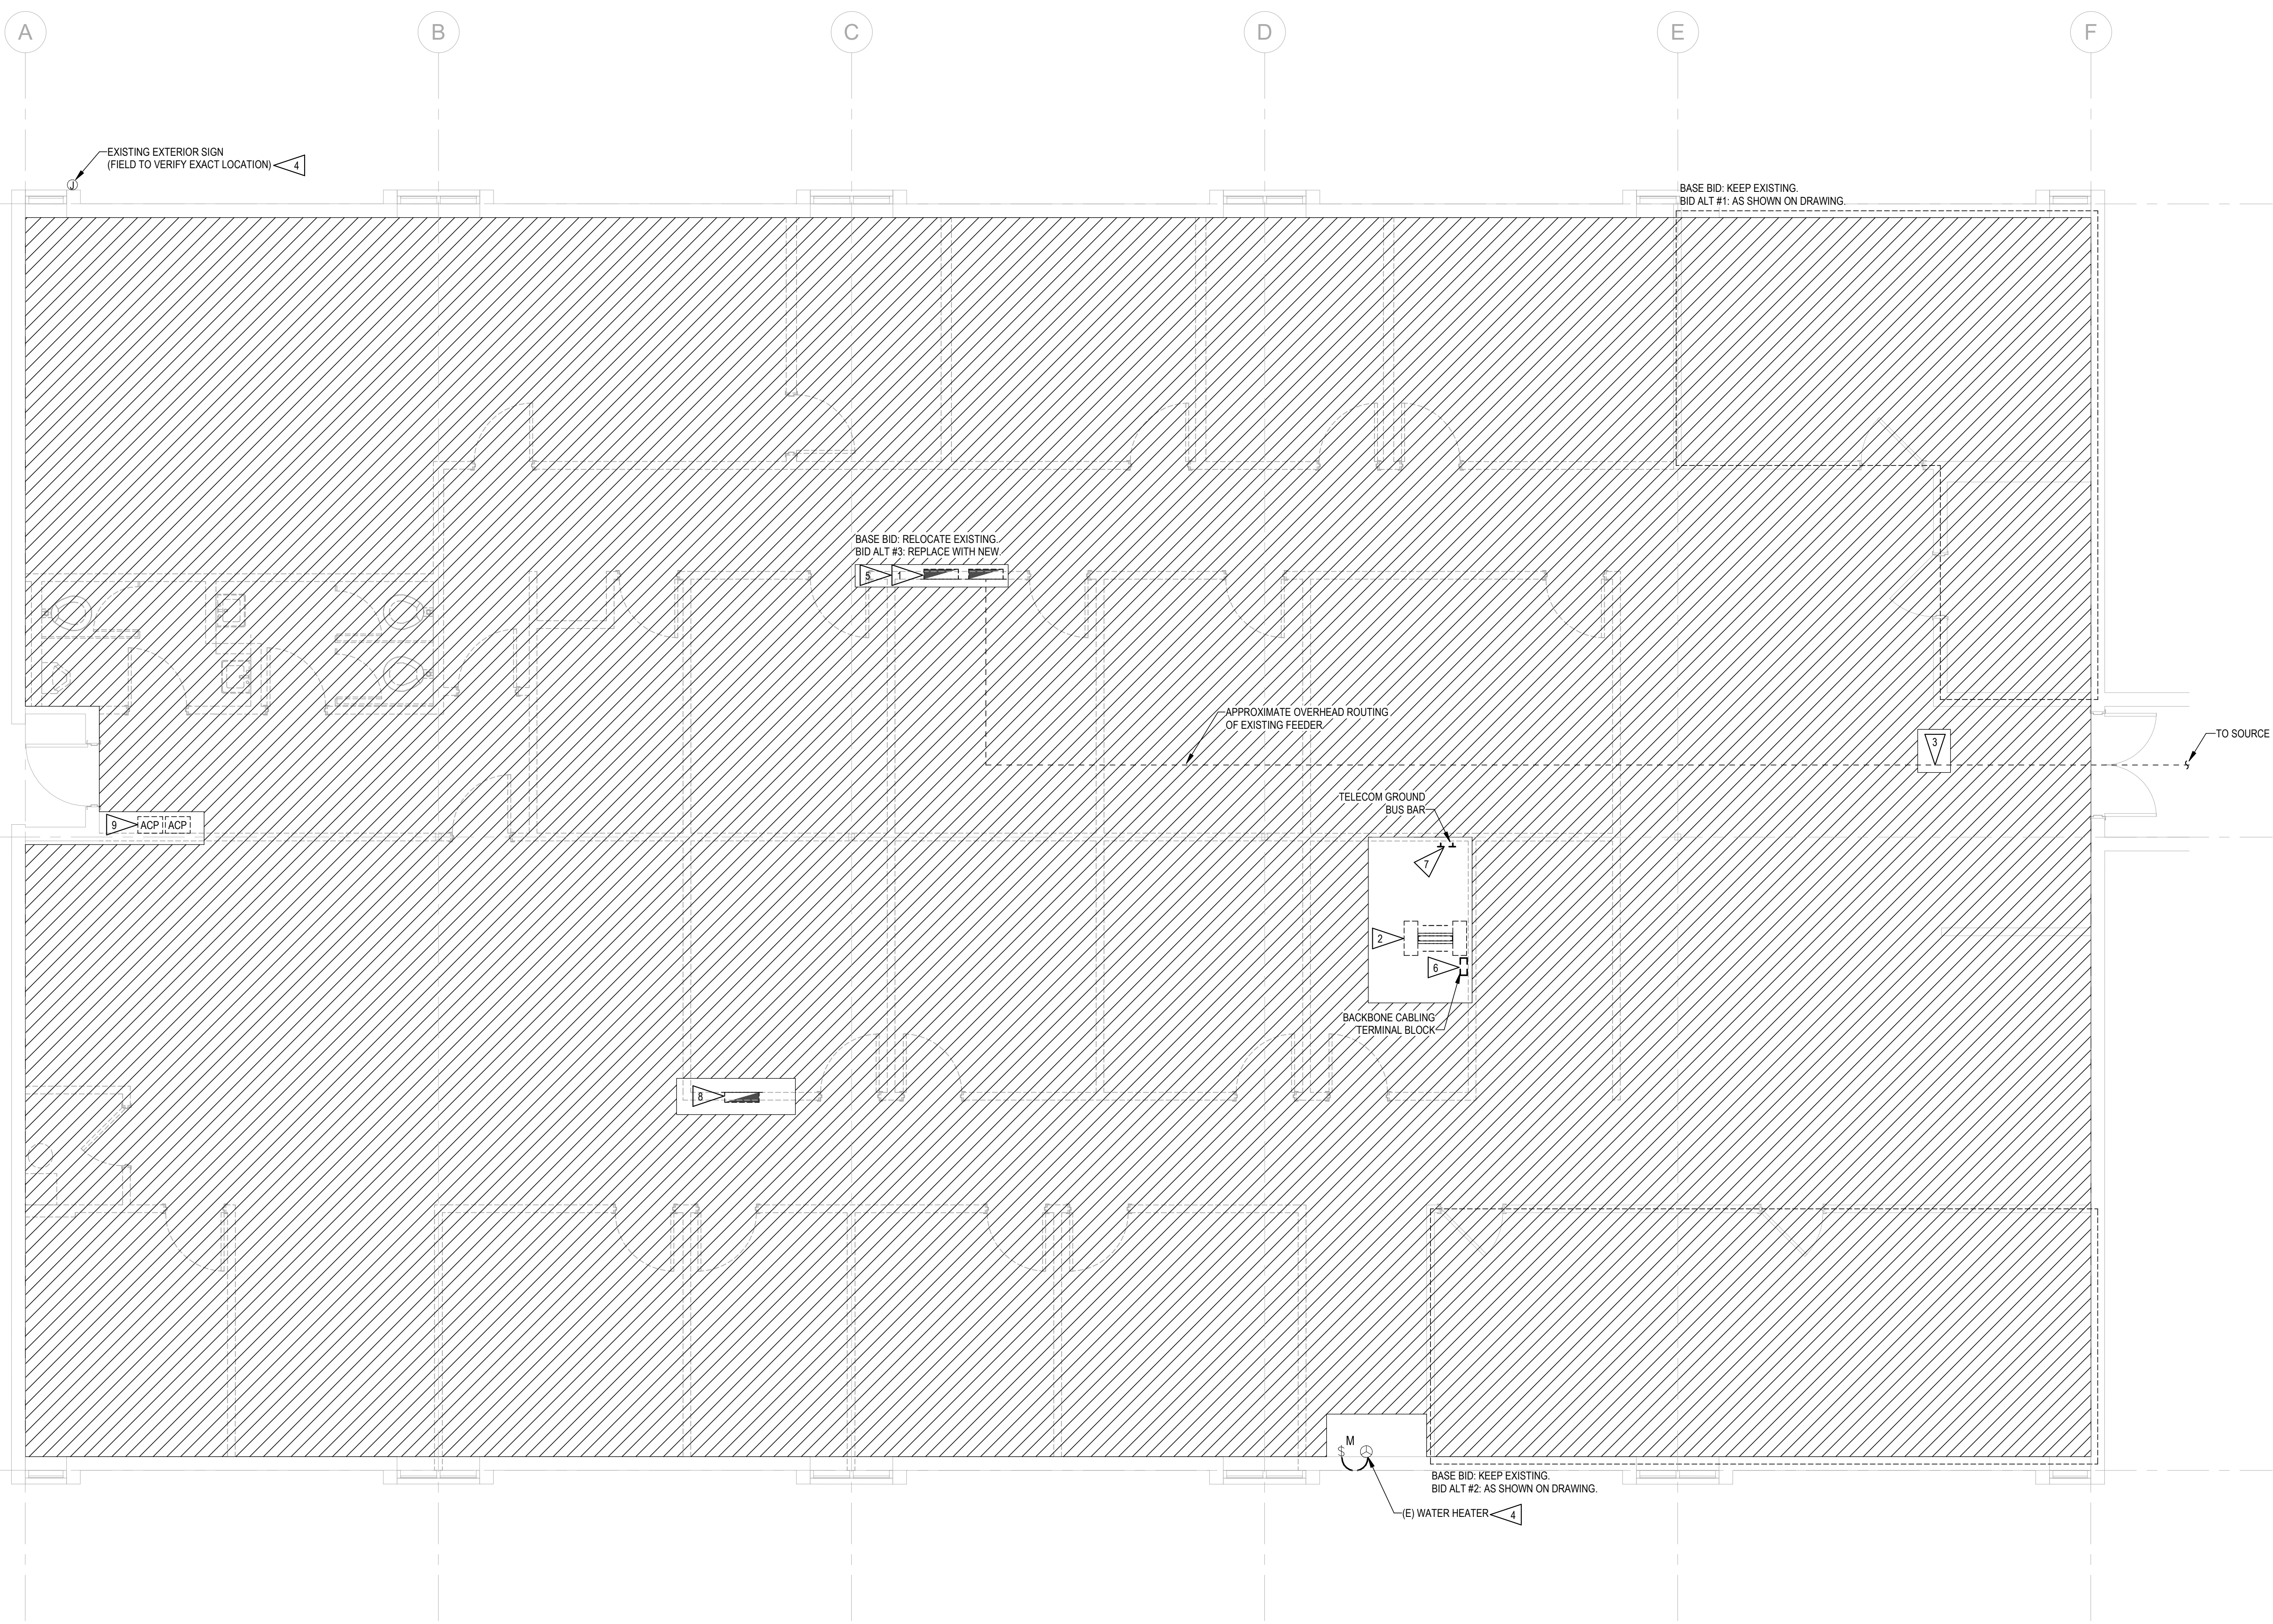 A
B
C
D
E
F
EXISTING EXTERIOR SIGN
(FIELD TO VERIFY EXACT LOCATION)
4
J
BASE BID: KEEP EXISTING.
BID ALT #1: AS SHOWN ON DRAWING.
BASE BID: RELOCATE EXISTING.
BID ALT #3: REPLACE WITH NEW.
5
1
APPROXIMATE OVERHEAD ROUTING
OF EXISTING FEEDER
3
TO SOURCE
TELECOM GROUND
BUS BAR
9
ACP
ACP
7
2
6
BACKBONE CABLING
TERMINAL BLOCK
8
M
$
BASE BID: KEEP EXISTING.
BID ALT #2: AS SHOWN ON DRAWING.
(E) WATER HEATER
4